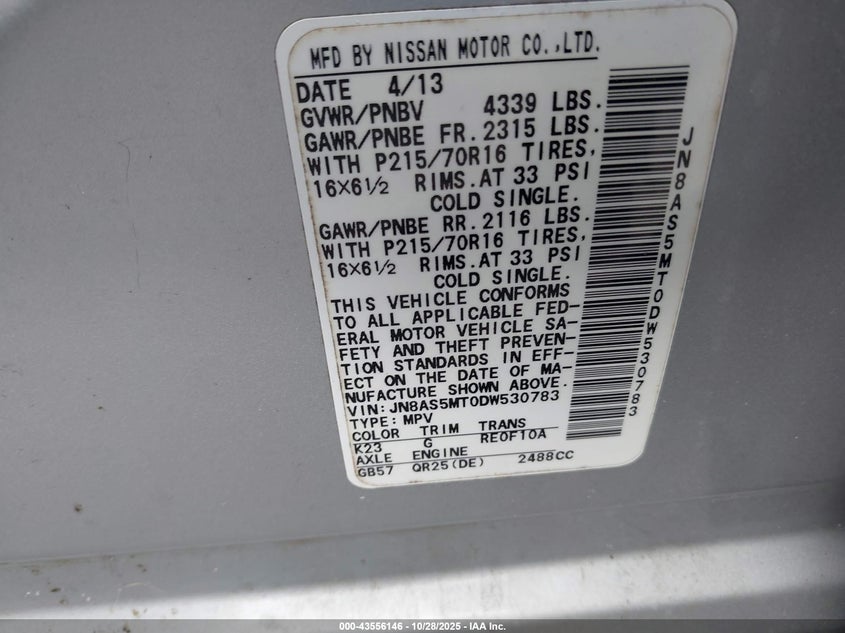 MFD BY NISSAN MOTOR CO.,LTD.
DATE 4/13
GVWR/PNBV 4339 LBS.
GAWR/PNBE FR.2315 LBS.
WITH P215/70R16 TIRES,
16X6½ RIMS.AT 33 PSI
COLD SINGLE.
GAWR/PNBE RR.2116 LBS.
WITH P215/70R16 TIRES,
16X6½ RIMS.AT 33 PSI
COLD SINGLE.
THIS VEHICLE CONFORMS
TO ALL APPLICABLE FED-
ERAL MOTOR VEHICLE SA-
FETY AND THEFT PREVEN-
TION STANDARDS IN EFF-
ECT ON THE DATE OF MA-
NUFACTURE SHOWN ABOVE.
VIN: JN8AS5MT0DW530783
TYPE: MPV
COLOR TRIM TRANS
K23 G RE0F10A
AXLE ENGINE
GB57 QR25(DE) 2488CC
JN8AS5MT0DW530783
000-43556146 - 10/28/2025 - IAA Inc.